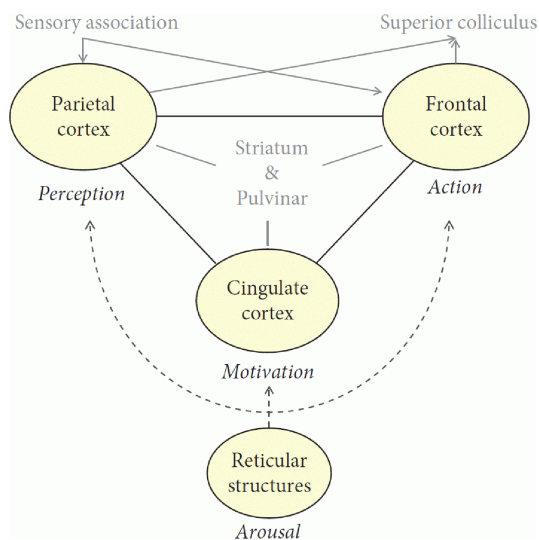 Sensory association
Superior colliculus
Parietal
cortex
Frontal
cortex
Striatum
&
Pulvinar
Perception
Action
Cingulate
cortex
Motivation
Reticular
structures
Arousal